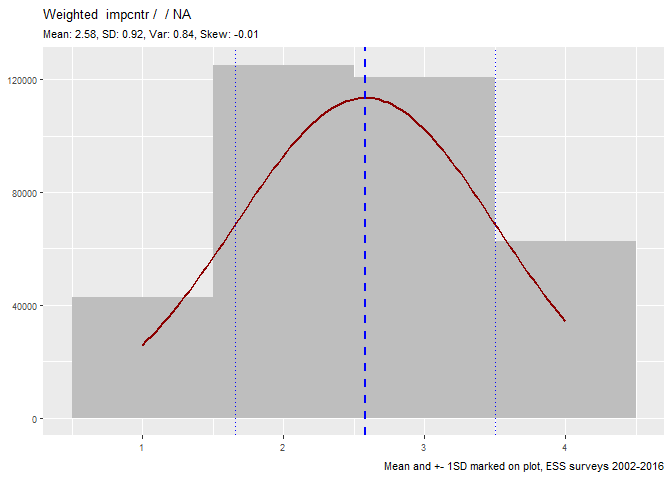 Weighted impcntr / / NA
Mean: 2.58, SD: 0.92, Var: 0.84, Skew: -0.01
120000
80000
40000
0
1 2 3 4
Mean and +- 1SD marked on plot, ESS surveys 2002-2016